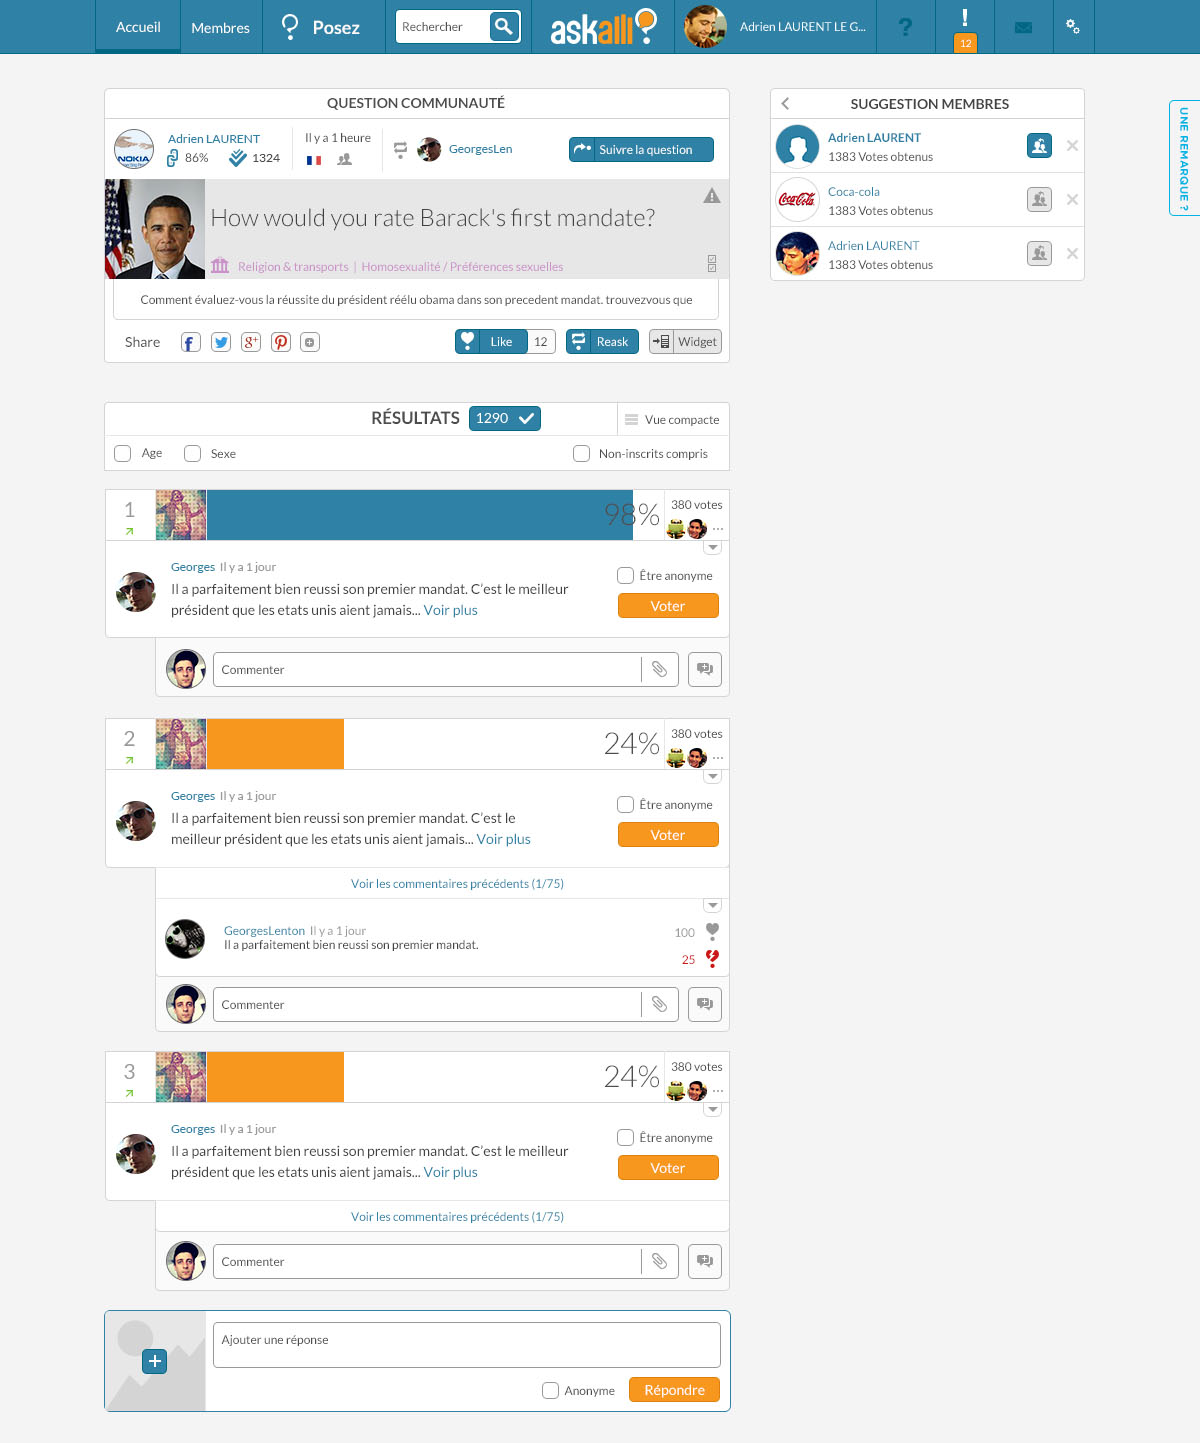 Accueil
Membres
Posez
Rechercher
askalll?
Adrien LAURENT LE G...
?
!
12
UNE REMARQUE ?
QUESTION COMMUNAUTÉ
NOKIA
Adrien LAURENT
86%
1324
Il y a 1 heure
GeorgesLen
Suivre la question
How would you rate Barack's first mandate?
Religion & transports | Homosexualité / Préférences sexuelles
Comment évaluez-vous la réussite du président réélu obama dans son precedent mandat. trouvezvous que
Share
Like
12
Reask
Widget
SUGGESTION MEMBRES
Adrien LAURENT
1383 Votes obtenus
Coca-Cola
Coca-cola
1383 Votes obtenus
Adrien LAURENT
1383 Votes obtenus
RÉSULTATS
1290
Vue compacte
Age
Sexe
Non-inscrits compris
1
98%
380 votes
...
Georges Il y a 1 jour
Il a parfaitement bien reussi son premier mandat. C'est le meilleur
président que les etats unis aient jamais... Voir plus
Être anonyme
Voter
Commenter
2
24%
380 votes
...
Georges Il y a 1 jour
Il a parfaitement bien reussi son premier mandat. C'est le
meilleur président que les etats unis aient jamais... Voir plus
Être anonyme
Voter
Voir les commentaires précédents (1/75)
GeorgesLenton Il y a 1 jour
Il a parfaitement bien reussi son premier mandat.
100
25
Commenter
3
24%
380 votes
...
Georges Il y a 1 jour
Il a parfaitement bien reussi son premier mandat. C'est le meilleur
président que les etats unis aient jamais... Voir plus
Être anonyme
Voter
Voir les commentaires précédents (1/75)
Commenter
Ajouter une réponse
Anonyme
Répondre